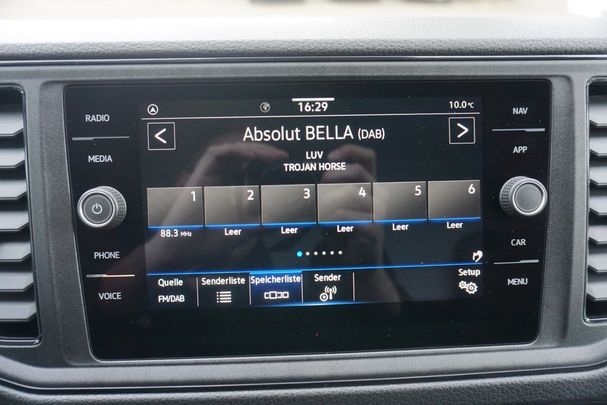 RADIO
MEDIA
PHONE
VOICE
16:29
10.0°C
<
Absolut BELLA (DAB)
>
LUV
TROJAN HORSE
1 2 3 4 5 6
88.3 MHz Leer Leer Leer Leer Leer
Setup
Quelle Senderliste Speicherliste Sender
FM/DAB
NAV
APP
CAR
MENU